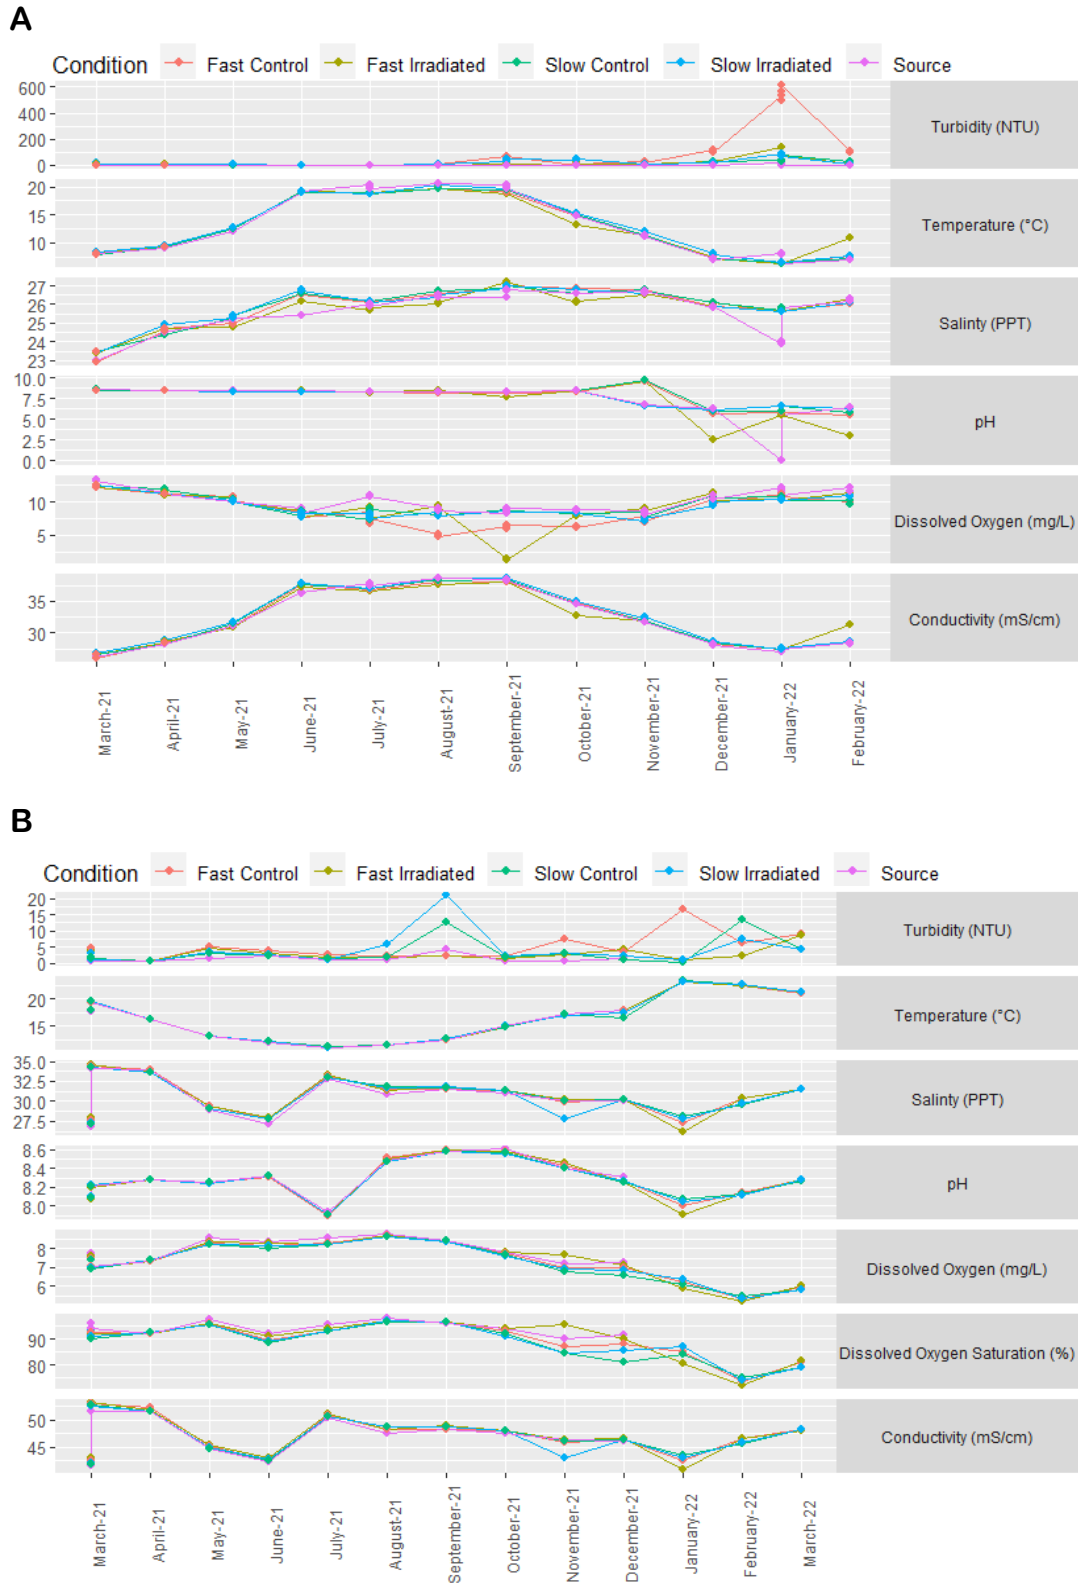 A
Condition Fast Control Fast Irradiated Slow Control Slow Irradiated Source
600
400
200
0
Turbidity (NTU)
20
15
10
Temperature (°C)
27
26
25
24
23
Salinity (PPT)
10.0
7.5
5.0
2.5
0.0
pH
10
5
Dissolved Oxygen (mg/L)
35
30
Conductivity (mS/cm)
March-21
April-21
May-21
June-21
July-21
August-21
September-21
October-21
November-21
December-21
January-22
February-22
B
Condition Fast Control Fast Irradiated Slow Control Slow Irradiated Source
20
15
10
5
0
Turbidity (NTU)
20
15
Temperature (°C)
35.0
32.5
30.0
27.5
Salinity (PPT)
8.6
8.4
8.2
8.0
pH
8
7
6
Dissolved Oxygen (mg/L)
90
80
Dissolved Oxygen Saturation (%)
50
45
Conductivity (mS/cm)
March-21
April-21
May-21
June-21
July-21
August-21
September-21
October-21
November-21
December-21
January-22
February-22
March-22